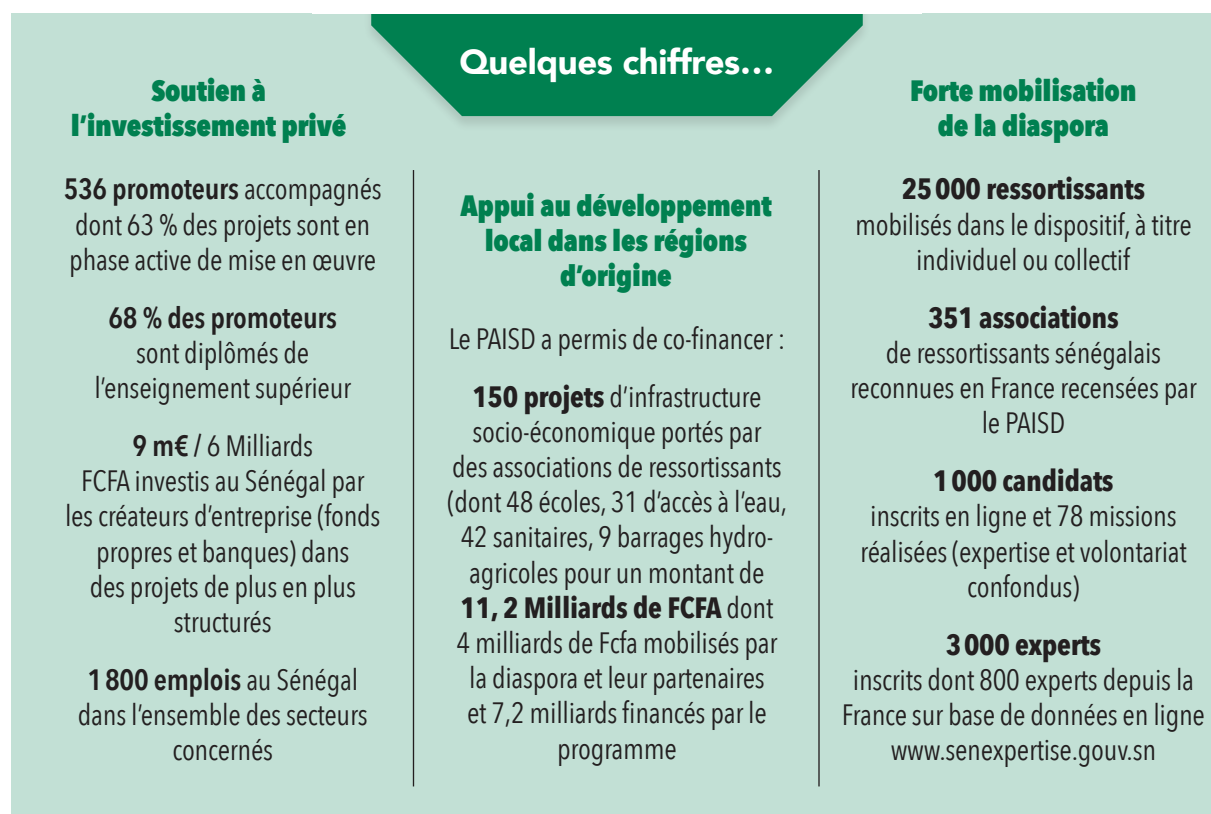 Quelques chiffres…
Soutien à
l'investissement privé
536 promoteurs accompagnés
dont 63 % des projets sont en
phase active de mise en œuvre
68 % des promoteurs
sont diplômés de
l'enseignement supérieur
9 m€ / 6 Milliards
FCFA investis au Sénégal par
les créateurs d'entreprise (fonds
propres et banques) dans
des projets de plus en plus
structurés
1 800 emplois au Sénégal
dans l'ensemble des secteurs
concernés
Appui au développement
local dans les régions
d'origine
Le PAISD a permis de co-financer :
150 projets d'infrastructure
socio-économique portés par
des associations de ressortissants
(dont 48 écoles, 31 d'accès à l'eau,
42 sanitaires, 9 barrages hydro-
agricoles pour un montant de
11, 2 Milliards de FCFA dont
4 milliards de Fcfa mobilisés par
la diaspora et leur partenaires
et 7,2 milliards financés par le
programme
Forte mobilisation
de la diaspora
25 000 ressortissants
mobilisés dans le dispositif, à titre
individuel ou collectif
351 associations
de ressortissants sénégalais
reconnues en France recensées par
le PAISD
1 000 candidats
inscrits en ligne et 78 missions
réalisées (expertise et volontariat
confondus)
3 000 experts
inscrits dont 800 experts depuis la
France sur base de données en ligne
www.senexpertise.gouv.sn